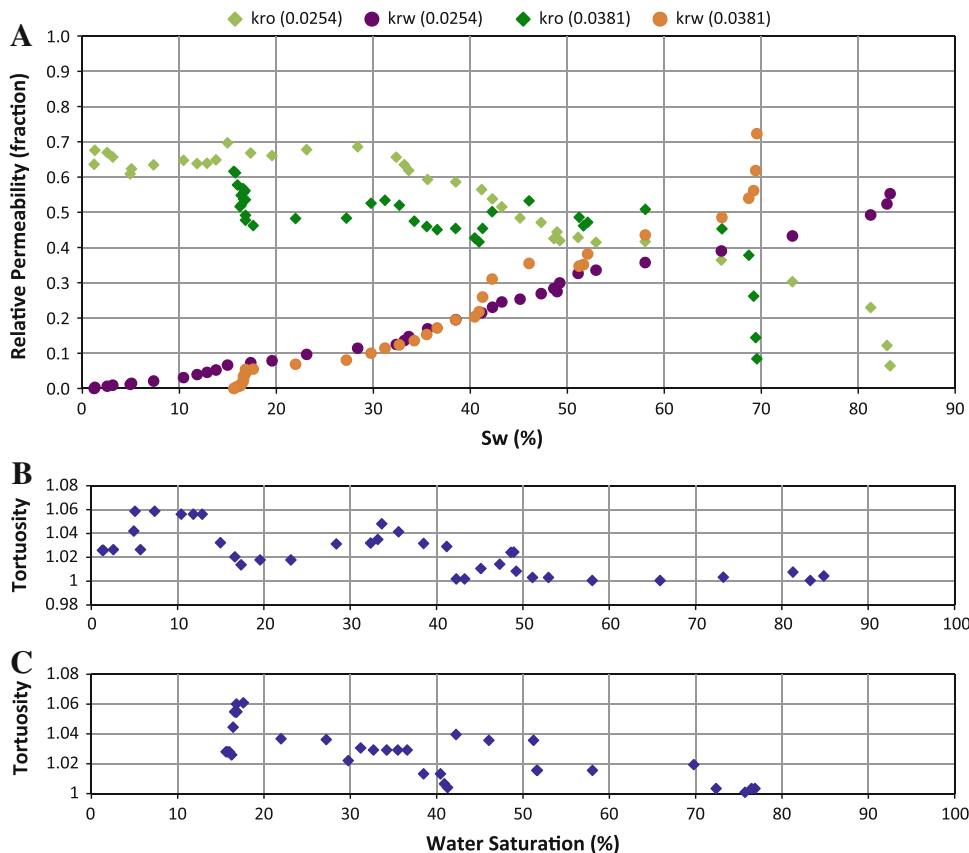 kro (0.0254) krw (0.0254) kro (0.0381) krw (0.0381)
A
Relative Permeability (fraction)
1.0
0.9
0.8
0.7
0.6
0.5
0.4
0.3
0.2
0.1
0.0
0 10 20 30 40 50 60 70 80 90
Sw (%)
B
Tortuosity
1.08
1.06
1.04
1.02
1
0.98
0 10 20 30 40 50 60 70 80 90 100
C
Tortuosity
1.08
1.06
1.04
1.02
1
0 10 20 30 40 50 60 70 80 90 100
Water Saturation (%)